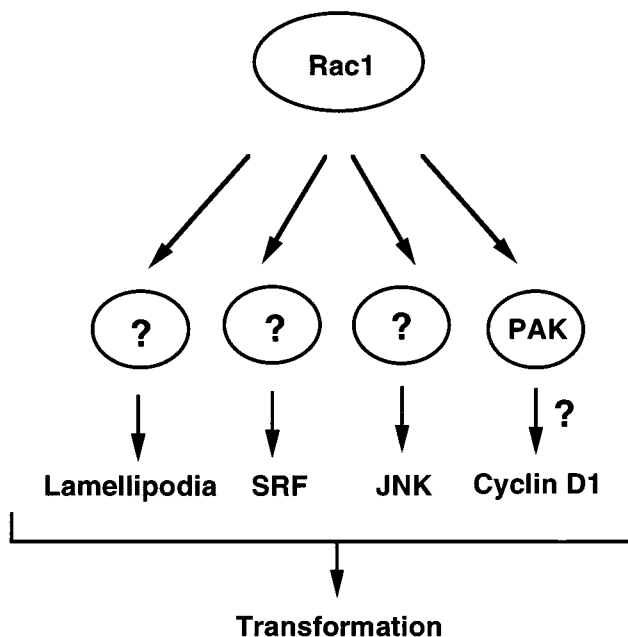 Rac1
? ? ? PAK
?
Lamellipodia SRF JNK Cyclin D1
Transformation